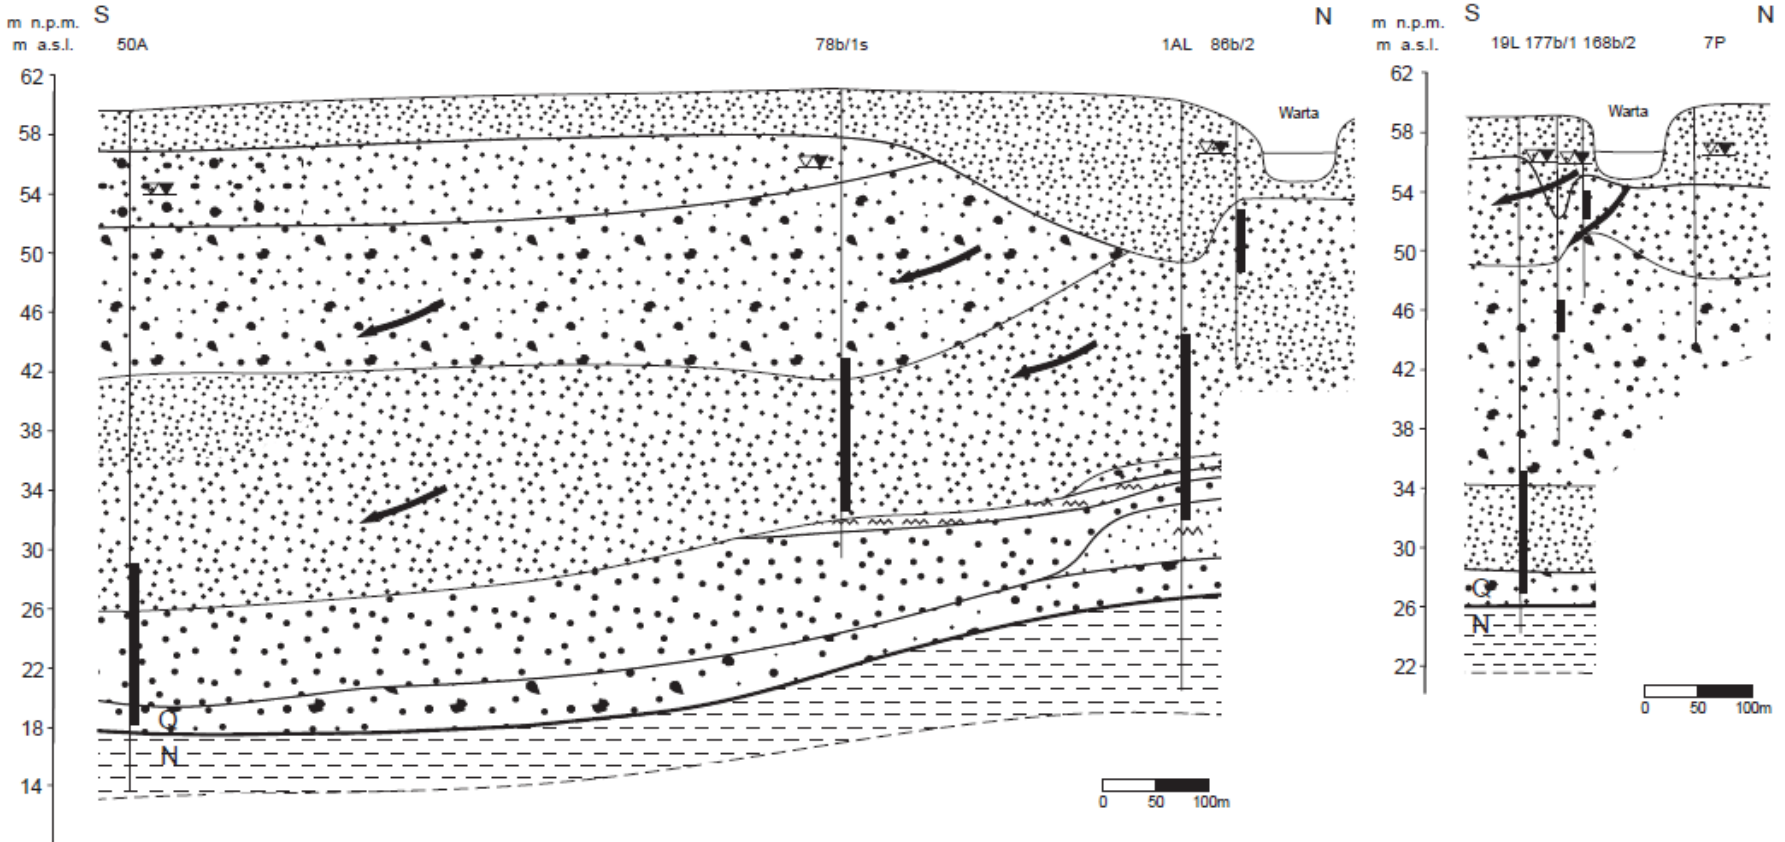 S
N
m n.p.m.
m a.s.l.
50A
78b/1s
1AL
86b/2
62
58
54
50
46
42
38
34
30
26
22
18
14
Warta
Q
N
0 50 100m
S
N
m n.p.m.
m a.s.l.
19L 177b/1 168b/2
7P
62
58
54
50
46
42
38
34
30
26
22
Warta
Q
N
0 50 100m